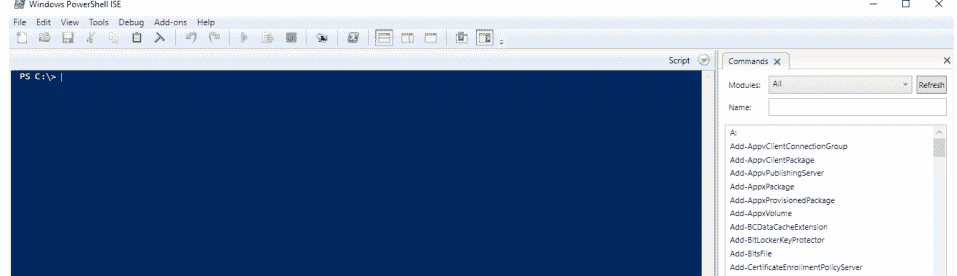 Windows PowerShell ISE
File Edit View Tools Debug Add-ons Help
Script
PS C:\>
Commands
Modules: All Refresh
Name:
A:
Add-AppvClientConnectionGroup
Add-AppvClientPackage
Add-AppvPublishingServer
Add-AppxPackage
Add-AppxProvisionedPackage
Add-AppxVolume
Add-BCDataCacheExtension
Add-BitLockerKeyProtector
Add-BitsFile
Add-CertificateEnrollmentPolicyServer